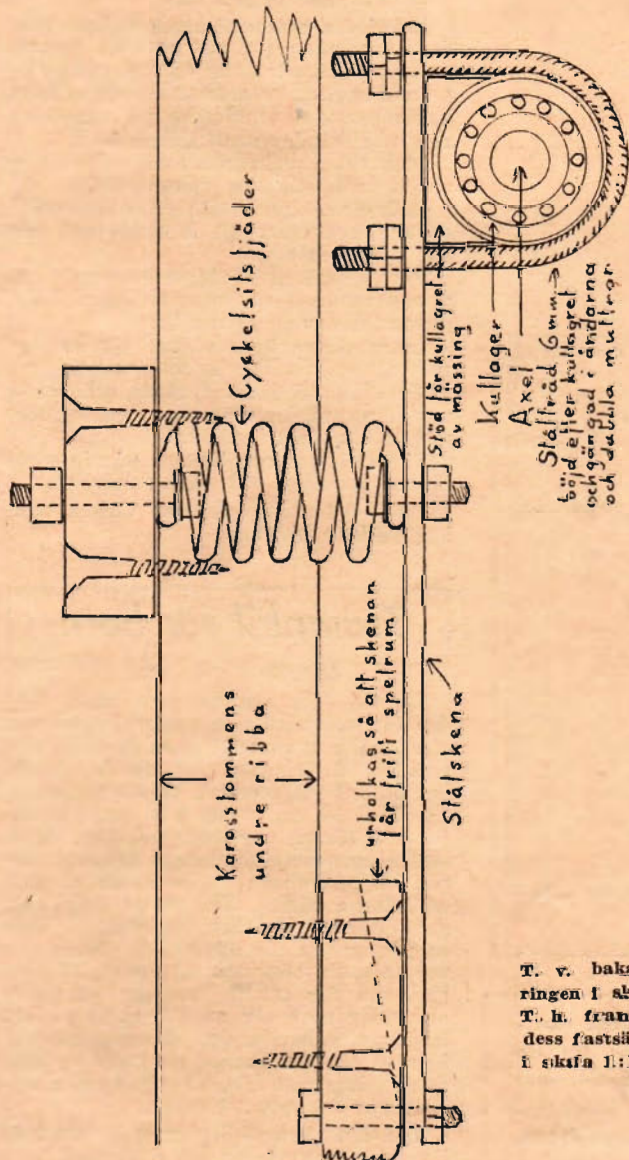 Karosstommens
undre ribba
urholkas så att skenan
får fritt spelrum
Stålskena
Cykelsitsfjäder
Stöd för kullagret
av mässing
Kullager
Axel
Ståltråd 6 mm.
böjd efter kullagret
och gängad i ändarna
och dubbla muttrar
T. v. bak
ringen i sk
T. h. fram
dess fastsä
i skala 1: